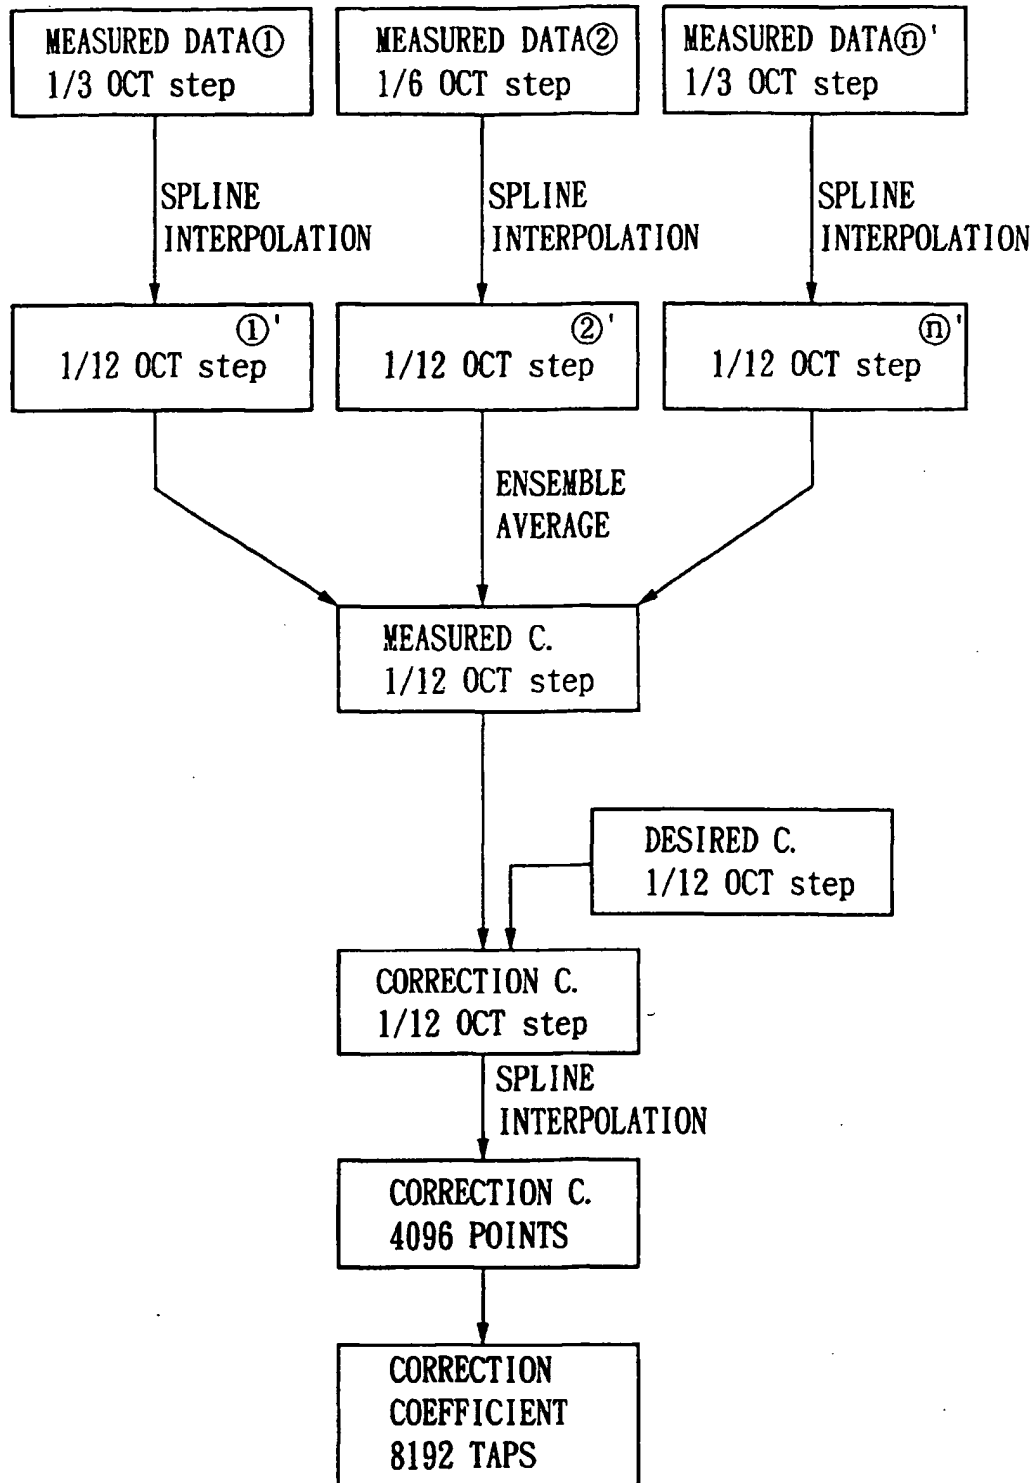 MEASURED DATA①
1/3 OCT step
MEASURED DATA②
1/6 OCT step
MEASURED DATAⓝ'
1/3 OCT step
SPLINE
INTERPOLATION
SPLINE
INTERPOLATION
SPLINE
INTERPOLATION
①'
1/12 OCT step
②'
1/12 OCT step
ⓝ'
1/12 OCT step
ENSEMBLE
AVERAGE
MEASURED C.
1/12 OCT step
DESIRED C.
1/12 OCT step
CORRECTION C.
1/12 OCT step
SPLINE
INTERPOLATION
CORRECTION C.
4096 POINTS
CORRECTION
COEFFICIENT
8192 TAPS